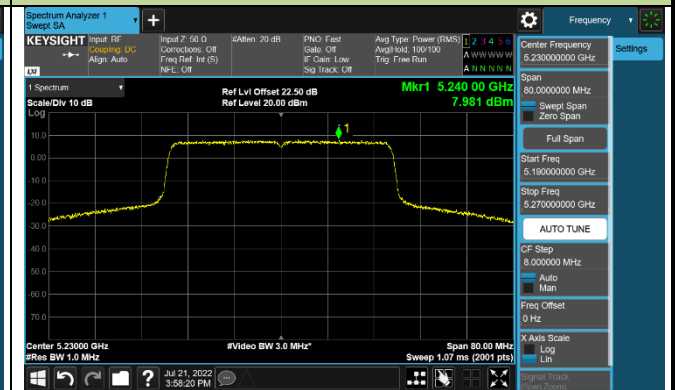 Spectrum Analyzer 1
Swept SA
+
Frequency
KEYSIGHT
Input: RF
Coupling: DC
Align: Auto
Input Z: 50 Ω
Corrections: Off
Freq Ref: Int (S)
NFE: Off
#Atten: 20 dB
PNO: Fast
Gate: Off
IF Gain: Low
Sig Track: Off
Avg Type: Power (RMS)
Avg|Hold: 100/100
Trig: Free Run
1 2 3 4 5 6
A W W W W W
A N N N N N
LXI
1 Spectrum
Scale/Div 10 dB
Log
Ref Lvl Offset 22.50 dB
Ref Level 20.00 dBm
Mkr1 5.240 00 GHz
7.981 dBm
1
10.0
0.00
-10.0
-20.0
-30.0
-40.0
-50.0
-60.0
-70.0
Center 5.23000 GHz
#Res BW 1.0 MHz
#Video BW 3.0 MHz*
Span 80.00 MHz
Sweep 1.07 ms (2001 pts)
Jul 21, 2022
3:58:20 PM
?
Center Frequency
5.230000000 GHz
Settings
Span
80.0000000 MHz
Swept Span
Zero Span
Full Span
Start Freq
5.190000000 GHz
Stop Freq
5.270000000 GHz
AUTO TUNE
CF Step
8.000000 MHz
Auto
Man
Freq Offset
0 Hz
X Axis Scale
Log
Lin
Signal Track
(Span Zoom)